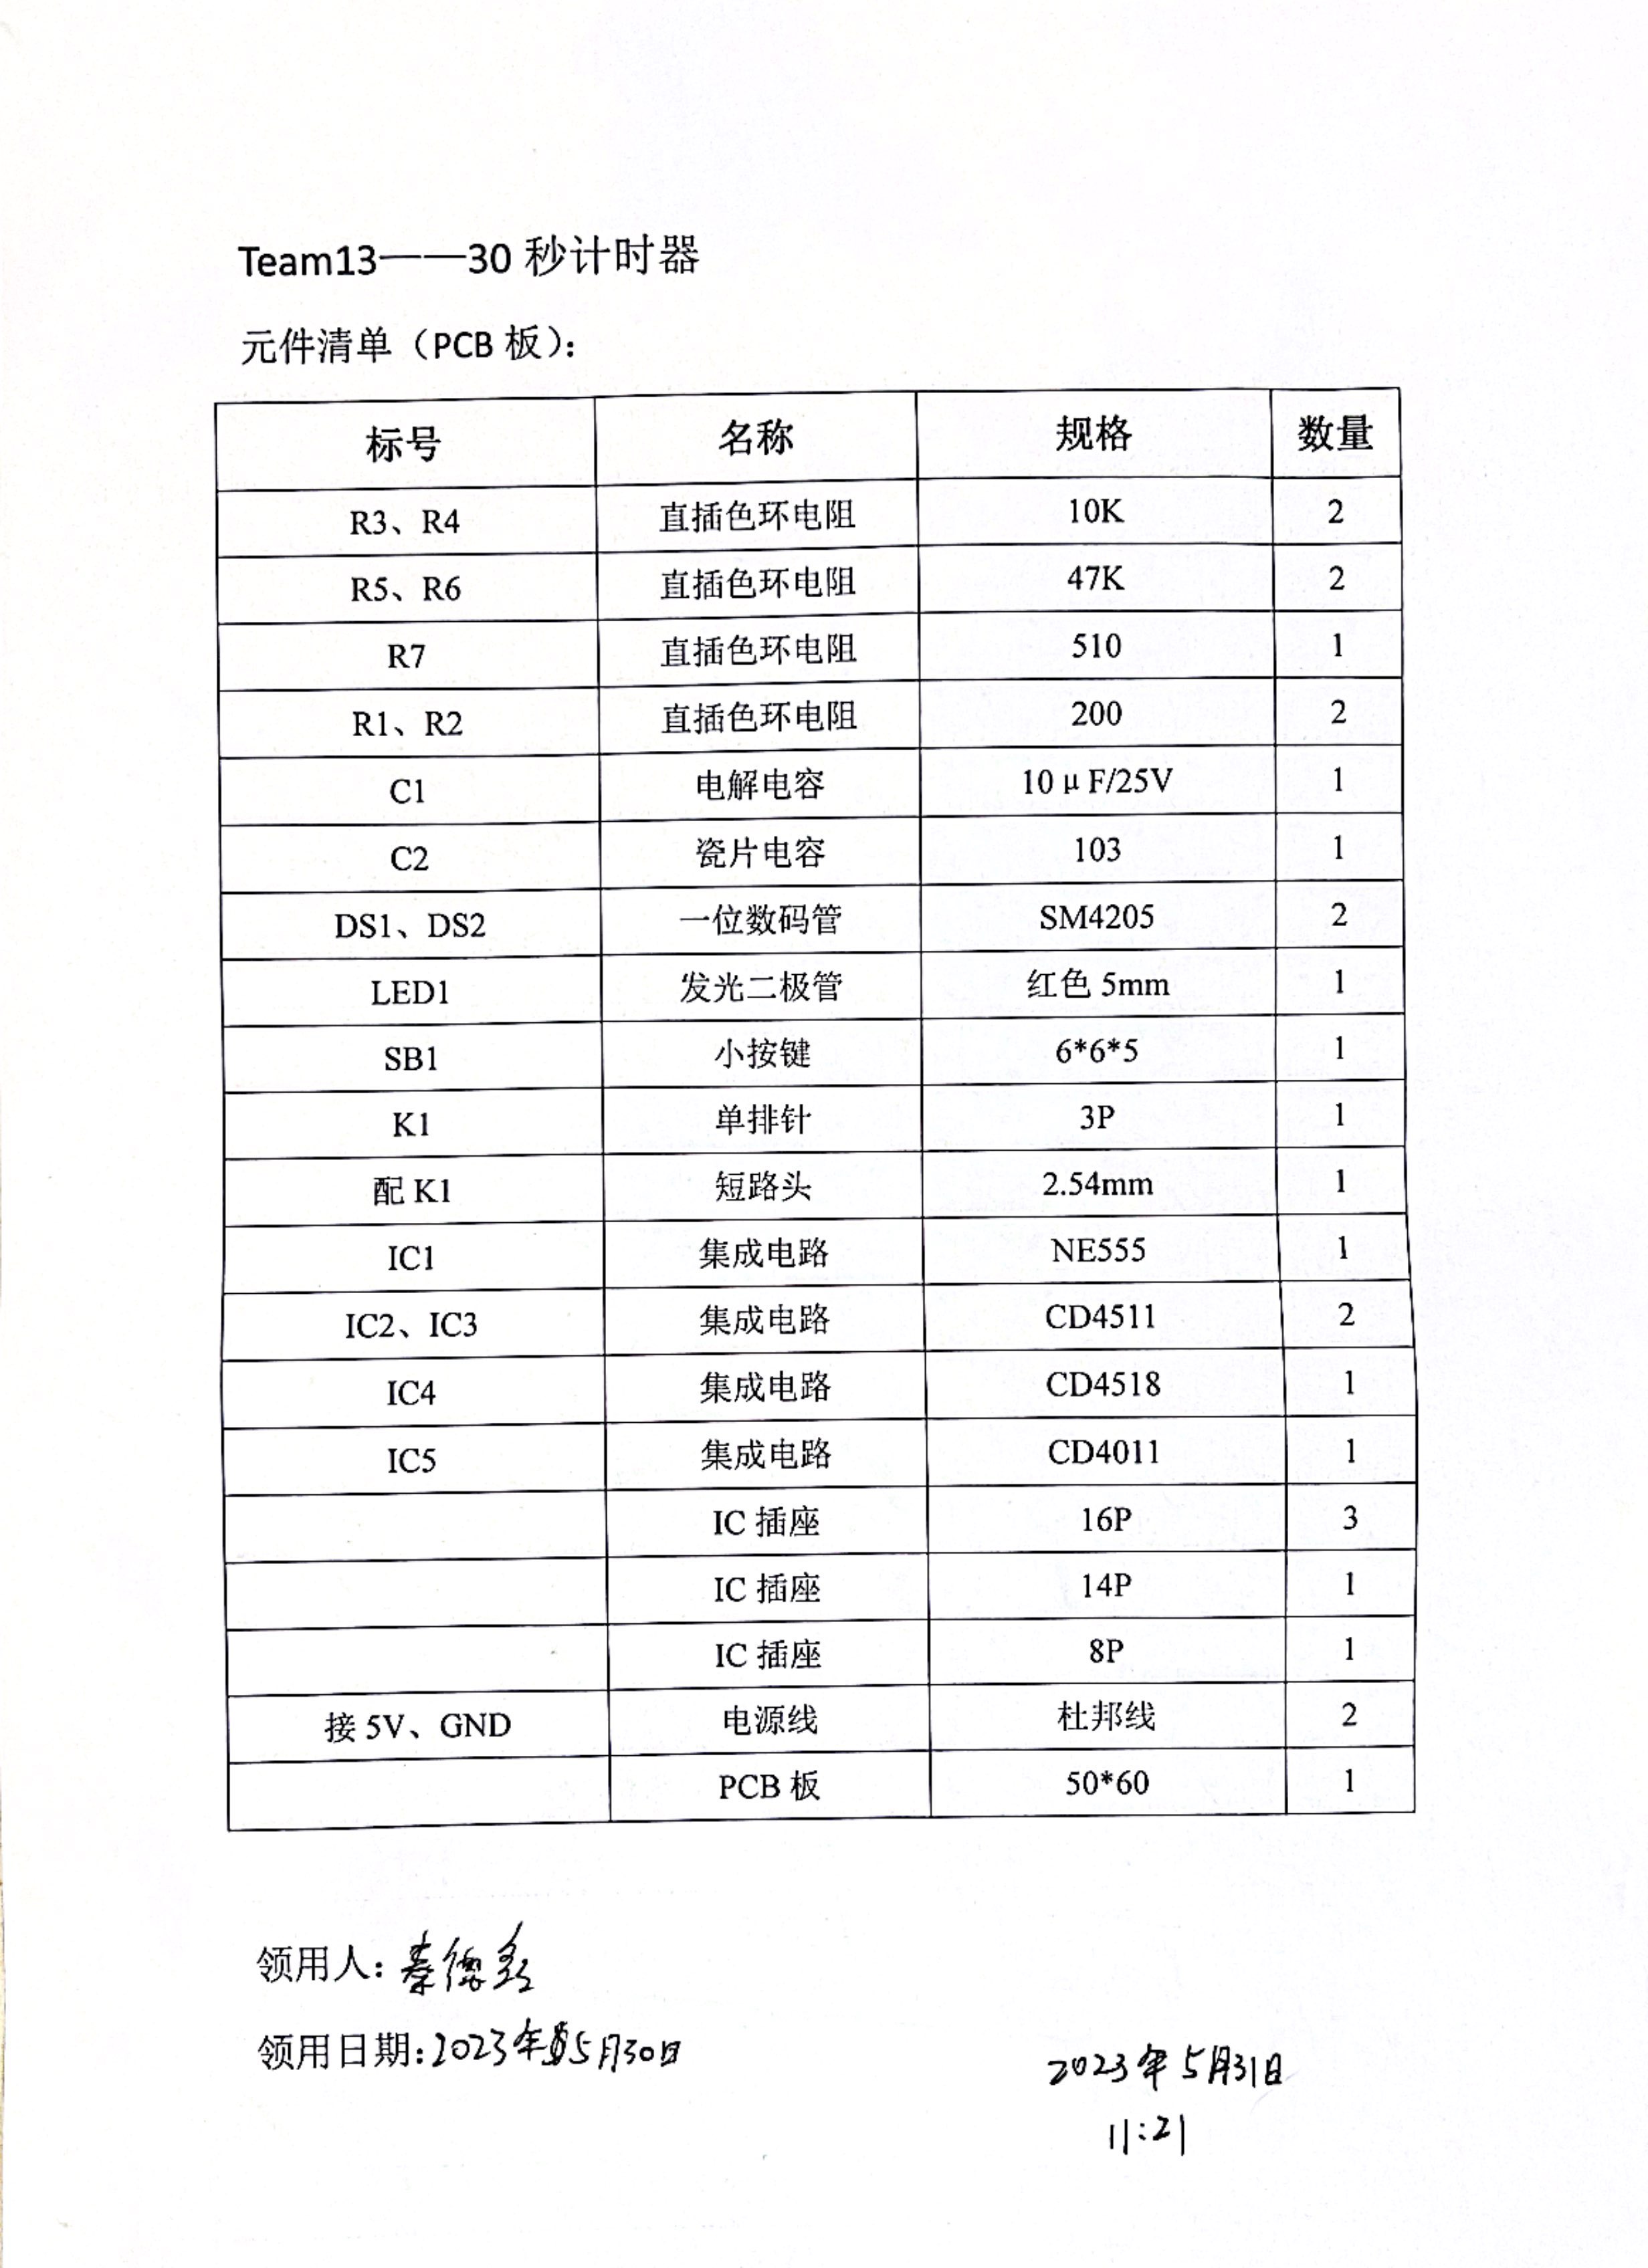 Team13——30 秒计时器
元件清单（PCB 板）：
标号 名称 规格 数量
R3、R4 直插色环电阻 10K 2
R5、R6 直插色环电阻 47K 2
R7 直插色环电阻 510 1
R1、R2 直插色环电阻 200 2
C1 电解电容 10 μ F/25V 1
C2 瓷片电容 103 1
DS1、DS2 一位数码管 SM4205 2
LED1 发光二极管 红色 5mm 1
SB1 小按键 6*6*5 1
K1 单排针 3P 1
配 K1 短路头 2.54mm 1
IC1 集成电路 NE555 1
IC2、IC3 集成电路 CD4511 2
IC4 集成电路 CD4518 1
IC5 集成电路 CD4011 1
IC 插座 16P 3
IC 插座 14P 1
IC 插座 8P 1
接 5V、GND 电源线 杜邦线 2
PCB 板 50*60 1
领用人：秦德
领用日期：2023年5月30日
2023年5月31日
11:21